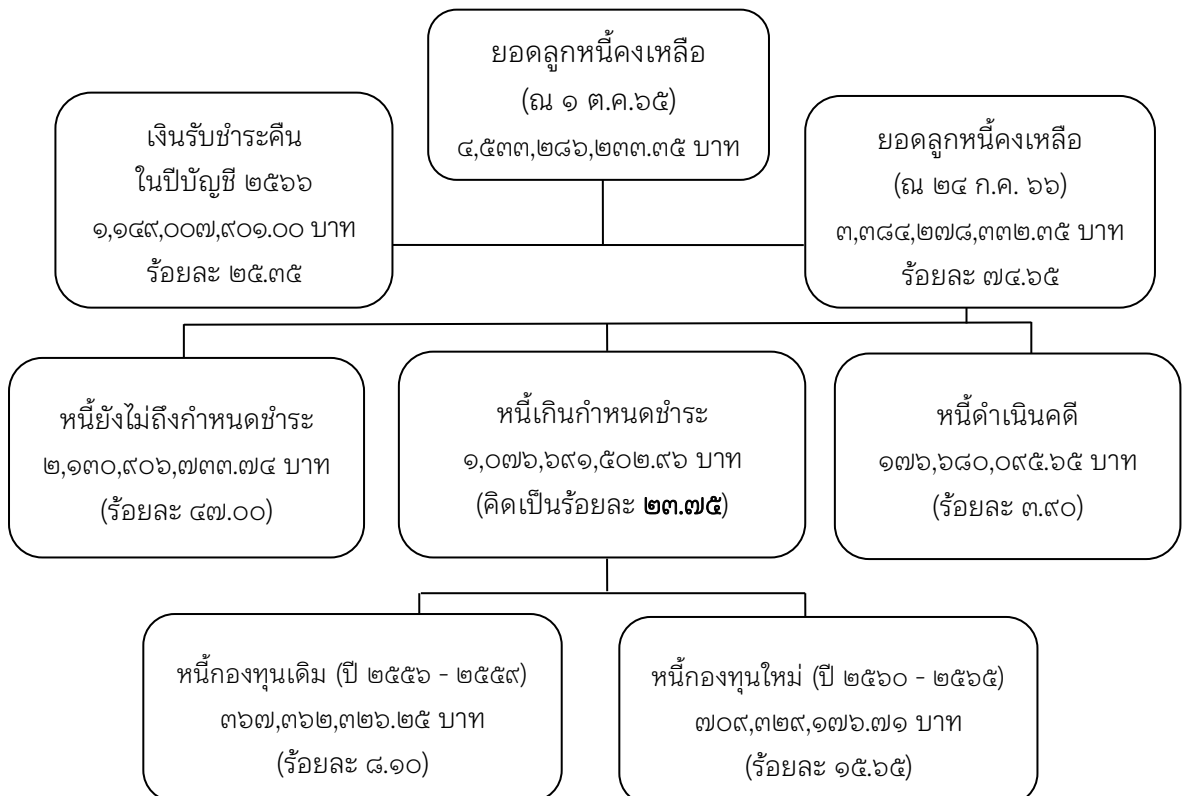 ยอดลูกหนี้คงเหลือ
(ณ ๑ ต.ค.๖๕)
๔,๕๓๓,๒๘๖,๒๓๓.๓๕ บาท
เงินรับชำระคืน
ในปีบัญชี ๒๕๖๖
๑,๑๔๙,๐๐๗,๙๐๑.๐๐ บาท
ร้อยละ ๒๕.๓๕
ยอดลูกหนี้คงเหลือ
(ณ ๒๔ ก.ค. ๖๖)
๓,๓๘๔,๒๗๘,๓๓๒.๓๕ บาท
ร้อยละ ๗๔.๖๕
หนี้ยังไม่ถึงกำหนดชำระ
๒,๑๓๐,๙๐๖,๗๓๓.๗๔ บาท
(ร้อยละ ๔๗.๐๐)
หนี้เกินกำหนดชำระ
๑,๐๗๖,๖๙๑,๕๐๒.๙๖ บาท
(คิดเป็นร้อยละ ๒๓.๗๕)
หนี้ดำเนินคดี
๑๗๖,๖๘๐,๐๙๕.๖๕ บาท
(ร้อยละ ๓.๙๐)
หนี้กองทุนเดิม (ปี ๒๕๕๖ - ๒๕๕๙)
๓๖๗,๓๖๒,๓๒๖.๒๕ บาท
(ร้อยละ ๘.๑๐)
หนี้กองทุนใหม่ (ปี ๒๕๖๐ - ๒๕๖๕)
๗๐๙,๓๒๙,๑๗๖.๗๑ บาท
(ร้อยละ ๑๕.๖๕)